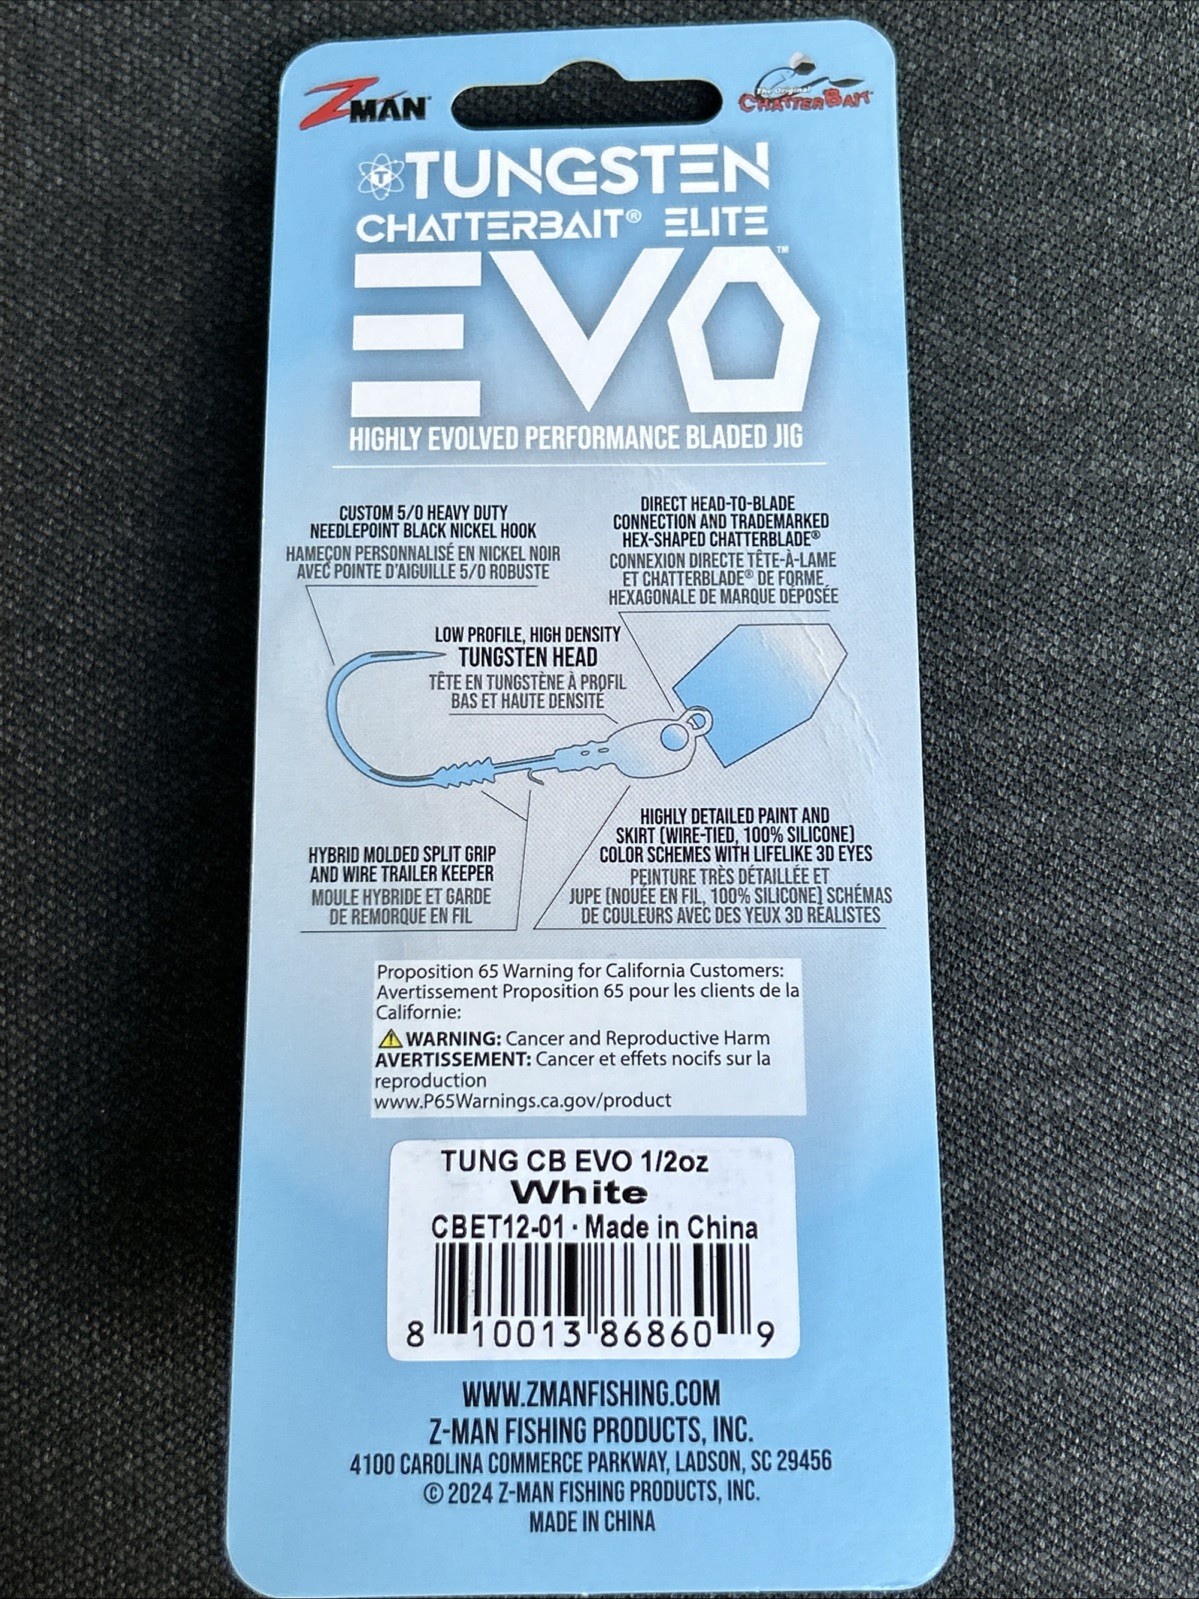 Z-MAN®
The Original
CHATTERBAIT
T
TUNGSTEN
CHATTERBAIT® ELITE
EVO™
HIGHLY EVOLVED PERFORMANCE BLADED JIG
CUSTOM 5/0 HEAVY DUTY
NEEDLEPOINT BLACK NICKEL HOOK
HAMEÇON PERSONNALISÉ EN NICKEL NOIR
AVEC POINTE D'AIGUILLE 5/0 ROBUSTE
DIRECT HEAD-TO-BLADE
CONNECTION AND TRADEMARKED
HEX-SHAPED CHATTERBLADE®
CONNEXION DIRECTE TÊTE-À-LAME
ET CHATTERBLADE® DE FORME
HEXAGONALE DE MARQUE DÉPOSÉE
LOW PROFILE, HIGH DENSITY
TUNGSTEN HEAD
TÊTE EN TUNGSTÈNE À PROFIL
BAS ET HAUTE DENSITÉ
HYBRID MOLDED SPLIT GRIP
AND WIRE TRAILER KEEPER
MOULE HYBRIDE ET GARDE
DE REMORQUE EN FIL
HIGHLY DETAILED PAINT AND
SKIRT (WIRE-TIED, 100% SILICONE)
COLOR SCHEMES WITH LIFELIKE 3D EYES
PEINTURE TRÈS DÉTAILLÉE ET
JUPE (NOUÉE EN FIL, 100% SILICONE) SCHÉMAS
DE COULEURS AVEC DES YEUX 3D RÉALISTES
Proposition 65 Warning for California Customers:
Avertissement Proposition 65 pour les clients de la
Californie:
WARNING: Cancer and Reproductive Harm
AVERTISSEMENT: Cancer et effets nocifs sur la
reproduction
www.P65Warnings.ca.gov/product
TUNG CB EVO 1/2oz
White
CBET12-01 · Made in China
8 10013 86860 9
WWW.ZMANFISHING.COM
Z-MAN FISHING PRODUCTS, INC.
4100 CAROLINA COMMERCE PARKWAY, LADSON, SC 29456
© 2024 Z-MAN FISHING PRODUCTS, INC.
MADE IN CHINA